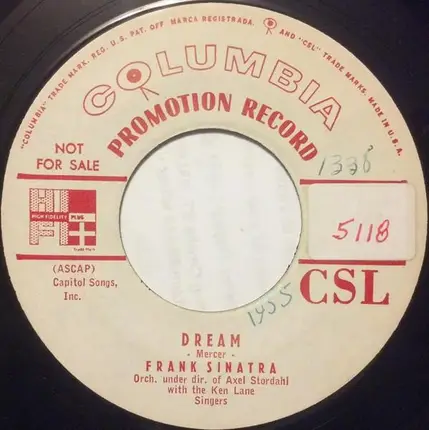 "COLUMBIA" TRADE MARK. REG. U.S. PAT. OFF. MARCA REGISTRADA. AND "CSL" TRADE MARKS. MADE IN U.S.A.
COLUMBIA
PROMOTION RECORD
NOT
FOR SALE
1338
HI
HIGH FIDELITY PLUS
FI +
5118
(ASCAP)
Capitol Songs,
Inc.
CSL
1955
DREAM
- Mercer -
FRANK SINATRA
Orch. under dir. of Axel Stordahl
with the Ken Lane
Singers